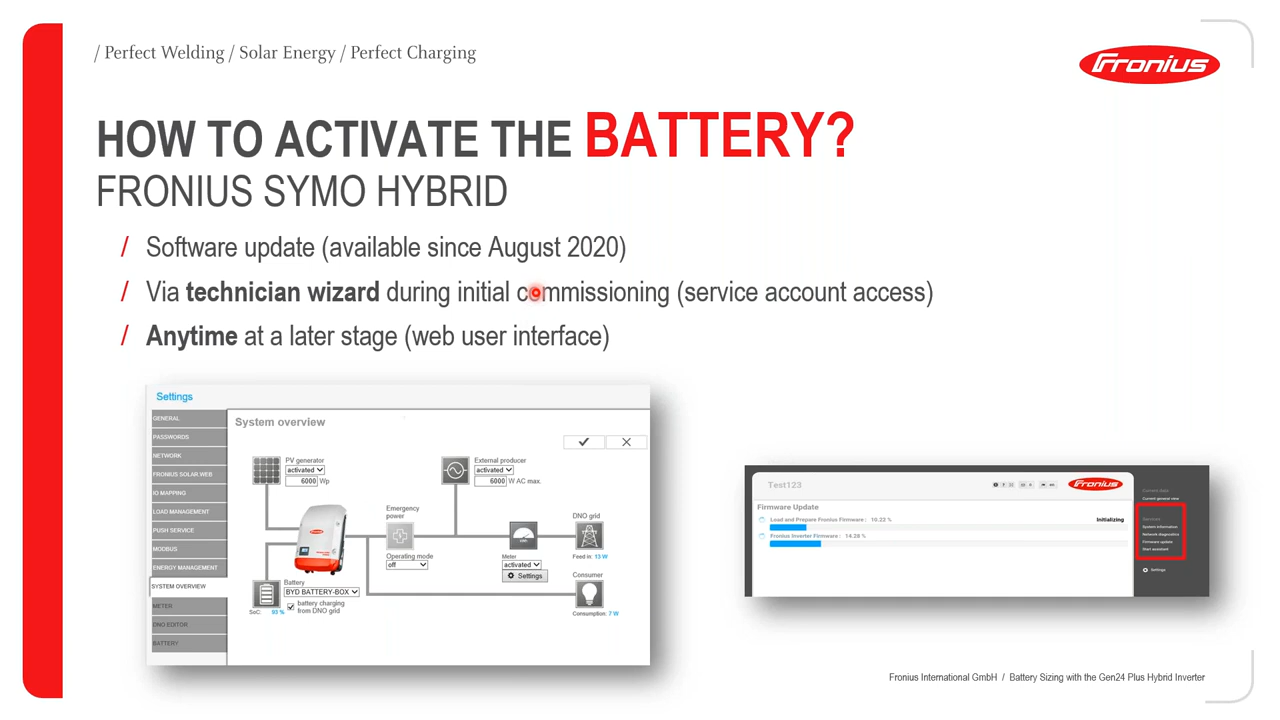 / Perfect Welding / Solar Energy / Perfect Charging
Fronius
HOW TO ACTIVATE THE BATTERY?
FRONIUS SYMO HYBRID
/ Software update (available since August 2020)
/ Via technician wizard during initial commissioning (service account access)
/ Anytime at a later stage (web user interface)
Settings
GENERAL
PASSWORDS
NETWORK
FRONIUS SOLAR.WEB
IO MAPPING
LOAD MANAGEMENT
PUSH SERVICE
MODBUS
ENERGY MANAGEMENT
SYSTEM OVERVIEW
METER
DNO EDITOR
BATTERY
System overview
PV generator
activated
6000 Wp
External producer
activated
6000 W AC max.
Emergency
power
Operating mode
off
Meter
activated
Settings
DNO grid
Feed in: 13 W
Consumer
Consumption: 7 W
Battery
BYD BATTERY-BOX
battery charging
from DNO grid
SoC: 93 %
Test123
Fronius
Firmware Update
Load and Prepare Fronius Firmware: 10.22 %
Initializing
Fronius Inverter Firmware: 14.28 %
Current general view
Services
System information
Network diagnostics
Firmware update
Start assistant
Settings
Fronius International GmbH / Battery Sizing with the Gen24 Plus Hybrid Inverter